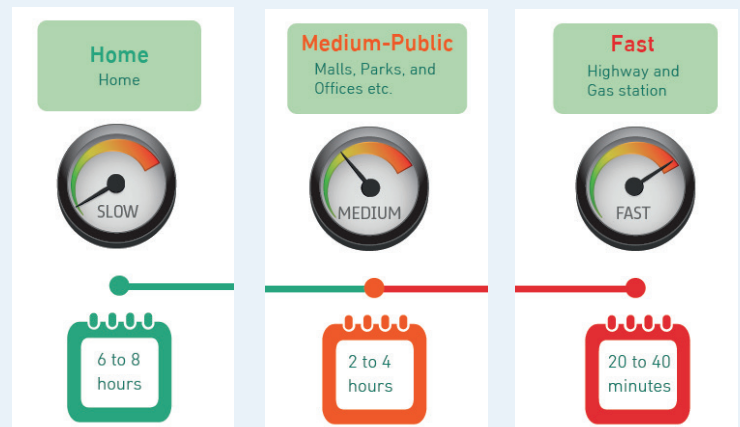 Home
Home
SLOW
6 to 8
hours
Medium-Public
Malls, Parks, and
Offices etc.
MEDIUM
2 to 4
hours
Fast
Highway and
Gas station
FAST
20 to 40
minutes